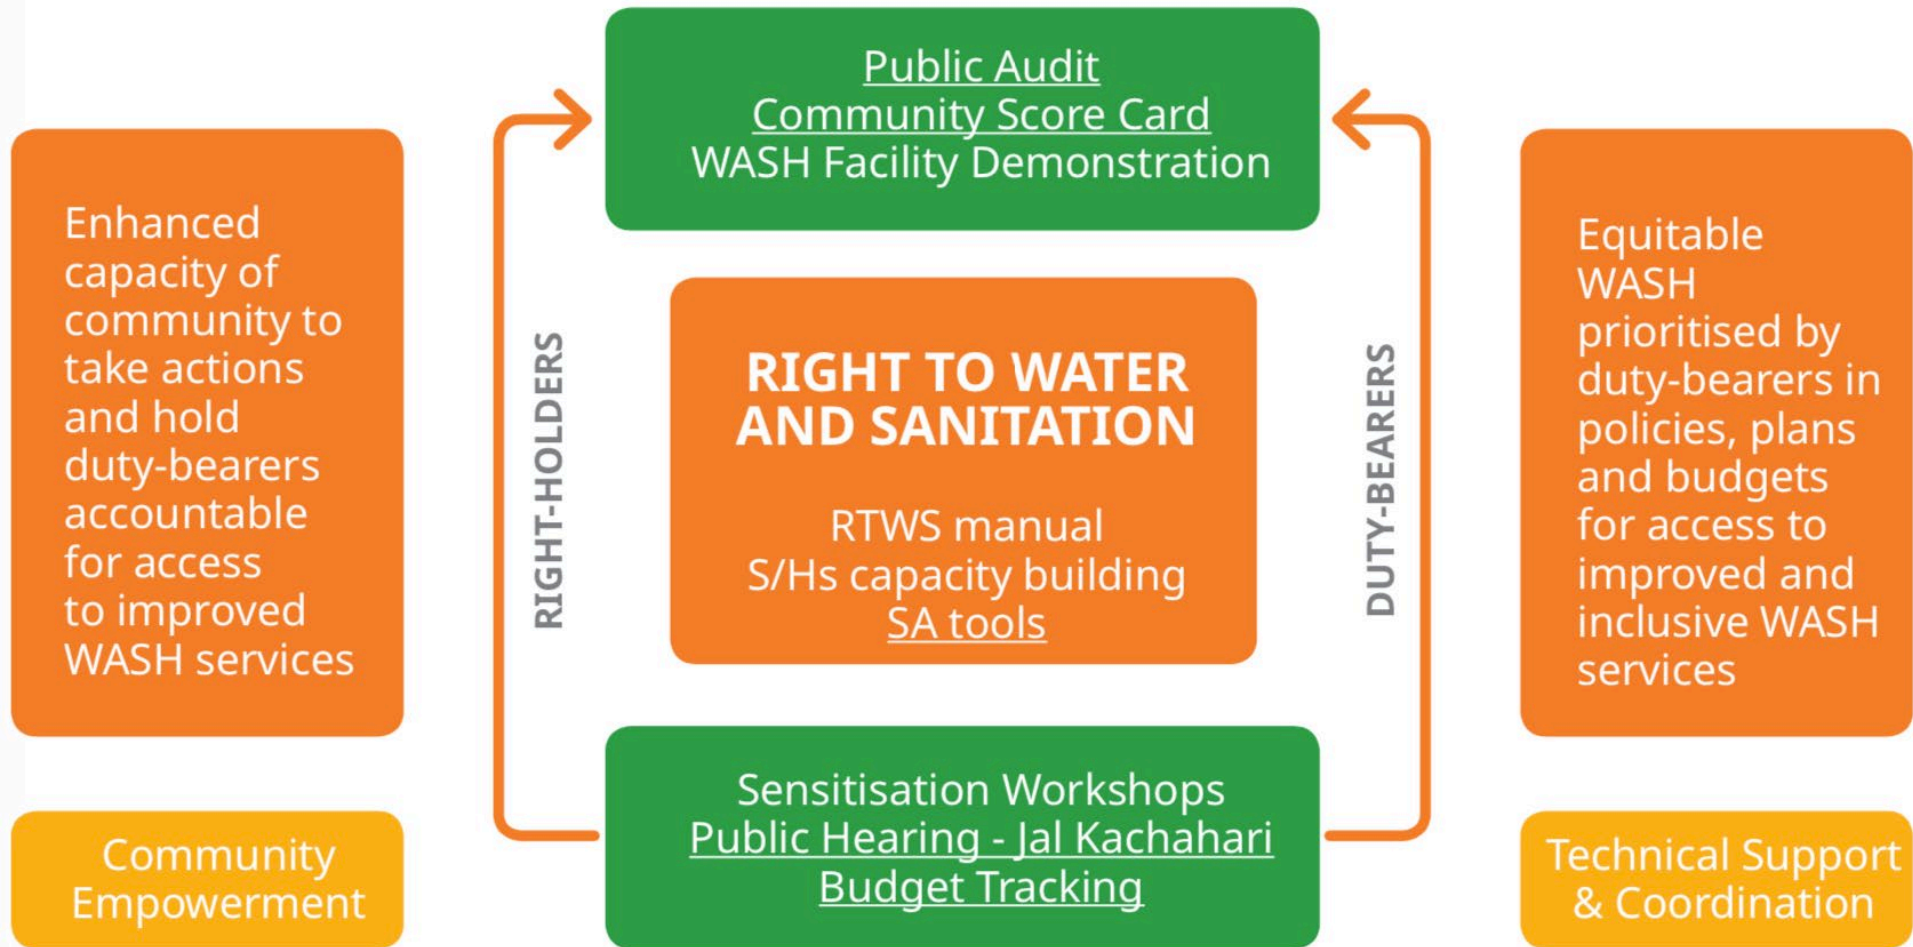 Public Audit
Community Score Card
WASH Facility Demonstration
Enhanced
capacity of
community to
take actions
and hold
duty-bearers
accountable
for access
to improved
WASH services
RIGHT-HOLDERS
RIGHT TO WATER
AND SANITATION
RTWS manual
S/Hs capacity building
SA tools
DUTY-BEARERS
Equitable
WASH
prioritised by
duty-bearers in
policies, plans
and budgets
for access to
improved and
inclusive WASH
services
Community
Empowerment
Sensitisation Workshops
Public Hearing - Jal Kachahari
Budget Tracking
Technical Support
& Coordination